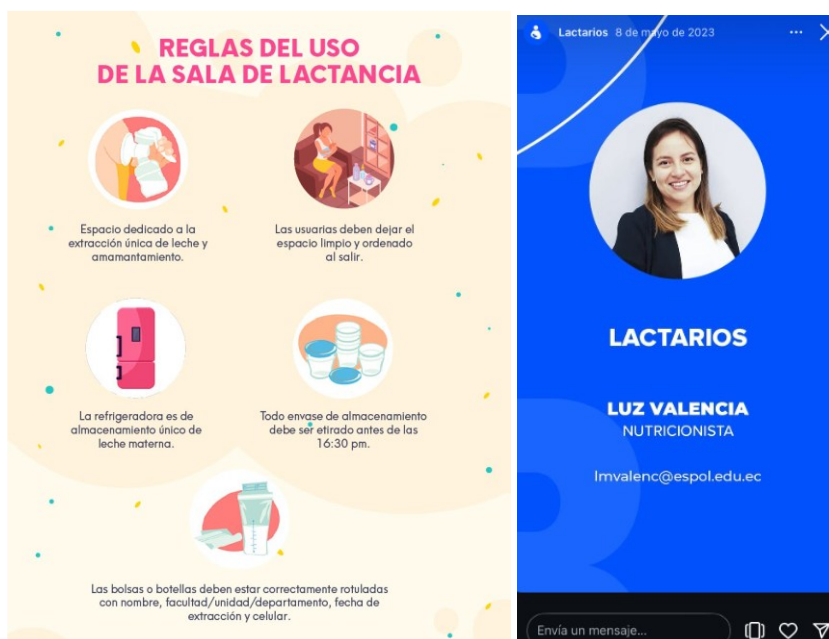 REGLAS DEL USO
DE LA SALA DE LACTANCIA
Espacio dedicado a la
extracción única de leche y
amamantamiento.
Las usuarias deben dejar el
espacio limpio y ordenado
al salir.
La refrigeradora es de
almacenamiento único de
leche materna.
Todo envase de almacenamiento
debe ser etirado antes de las
16:30 pm.
Las bolsas o botellas deben estar correctamente rotuladas
con nombre, facultad/unidad/departamento, fecha de
extracción y celular.
Lactarios 8 de mayo de 2023
LACTARIOS
LUZ VALENCIA
NUTRICIONISTA
lmvalenc@espol.edu.ec
Envía un mensaje...